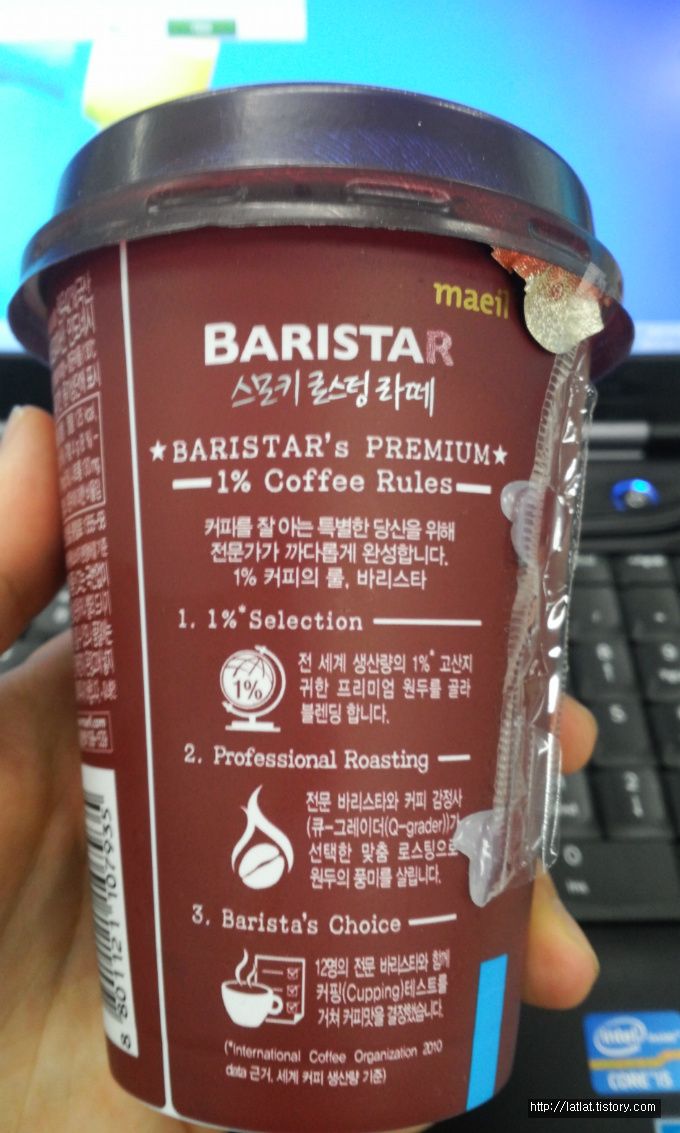 maeil
BARISTAR
스모키 로스팅 라떼
★BARISTAR's PREMIUM★
1% Coffee Rules
커피를 잘 아는 특별한 당신을 위해
전문가가 까다롭게 완성합니다.
1% 커피의 룰, 바리스타
1. 1%*Selection
1%
전 세계 생산량의 1%* 고산지
귀한 프리미엄 원두를 골라
블렌딩 합니다.
2. Professional Roasting
전문 바리스타와 커피 감정사
(큐-그레이더(Q-grader))가
선택한 맞춤 로스팅으로
원두의 풍미를 살립니다.
3. Barista's Choice
12명의 전문 바리스타와 함께
커핑(Cupping)테스트를
거쳐 커피맛을 결정했습니다.
(*International Coffee Organization 2010
data 근거, 세계 커피 생산량 기준)
8 801121 107935
intel
CORE i5
http://latlat.tistory.com